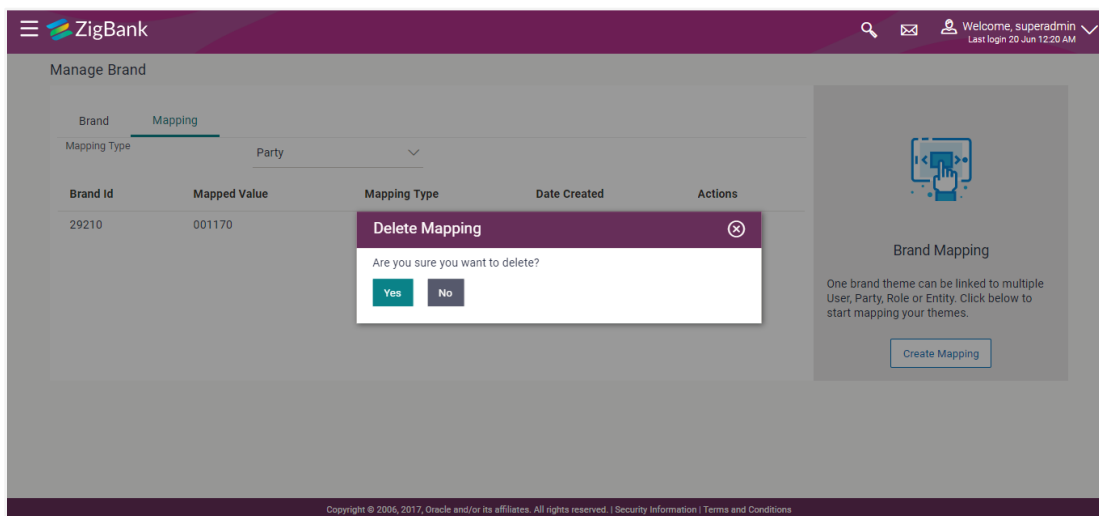 ZigBank
Welcome, superadmin
Last login 20 Jun 12:20 AM
Manage Brand
Brand Mapping
Mapping Type Party
Brand Id Mapped Value Mapping Type Date Created Actions
29210 001170
Delete Mapping
Are you sure you want to delete?
Yes No
Brand Mapping
One brand theme can be linked to multiple
User, Party, Role or Entity. Click below to
start mapping your themes.
Create Mapping
Copyright © 2006, 2017, Oracle and/or its affiliates. All rights reserved. | Security Information | Terms and Conditions